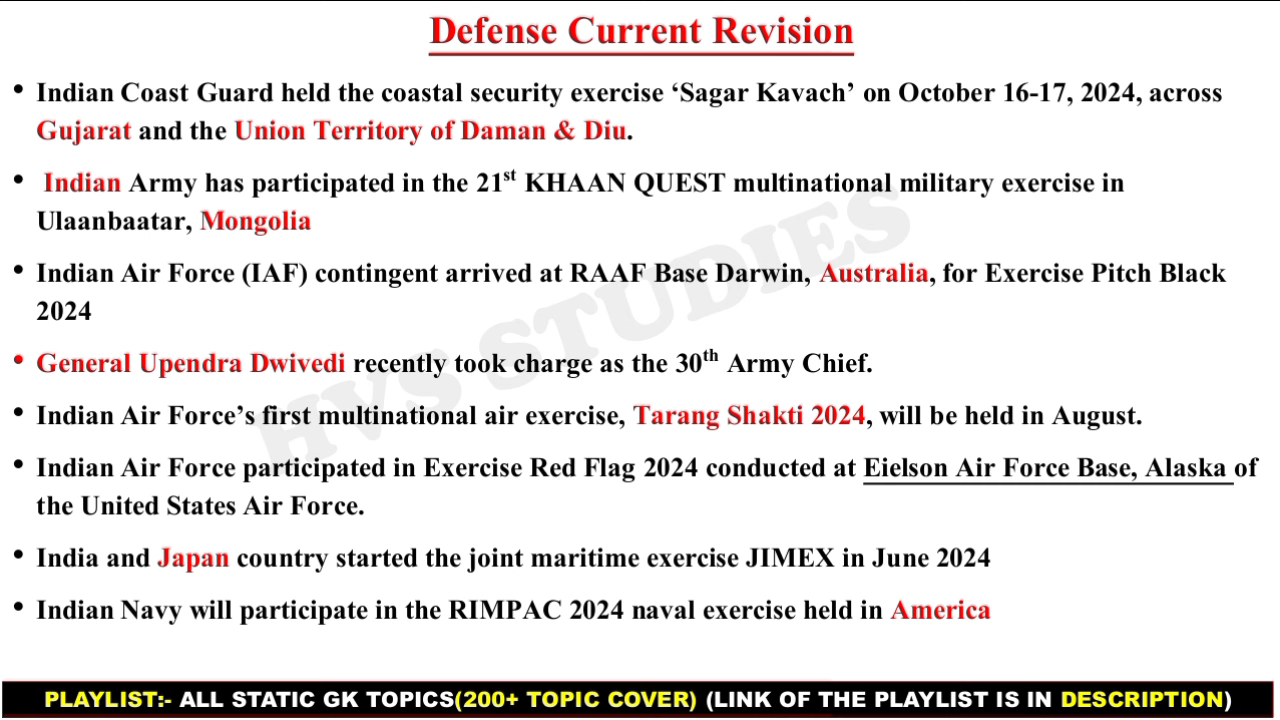 Defense Current Revision
• Indian Coast Guard held the coastal security exercise ‘Sagar Kavach’ on October 16-17, 2024, across
Gujarat and the Union Territory of Daman & Diu.
• Indian Army has participated in the 21st KHAAN QUEST multinational military exercise in
Ulaanbaatar, Mongolia
• Indian Air Force (IAF) contingent arrived at RAAF Base Darwin, Australia, for Exercise Pitch Black
2024
• General Upendra Dwivedi recently took charge as the 30th Army Chief.
• Indian Air Force’s first multinational air exercise, Tarang Shakti 2024, will be held in August.
• Indian Air Force participated in Exercise Red Flag 2024 conducted at Eielson Air Force Base, Alaska of
the United States Air Force.
• India and Japan country started the joint maritime exercise JIMEX in June 2024
• Indian Navy will participate in the RIMPAC 2024 naval exercise held in America
HVS STUDIES
PLAYLIST:- ALL STATIC GK TOPICS(200+ TOPIC COVER) (LINK OF THE PLAYLIST IS IN DESCRIPTION)